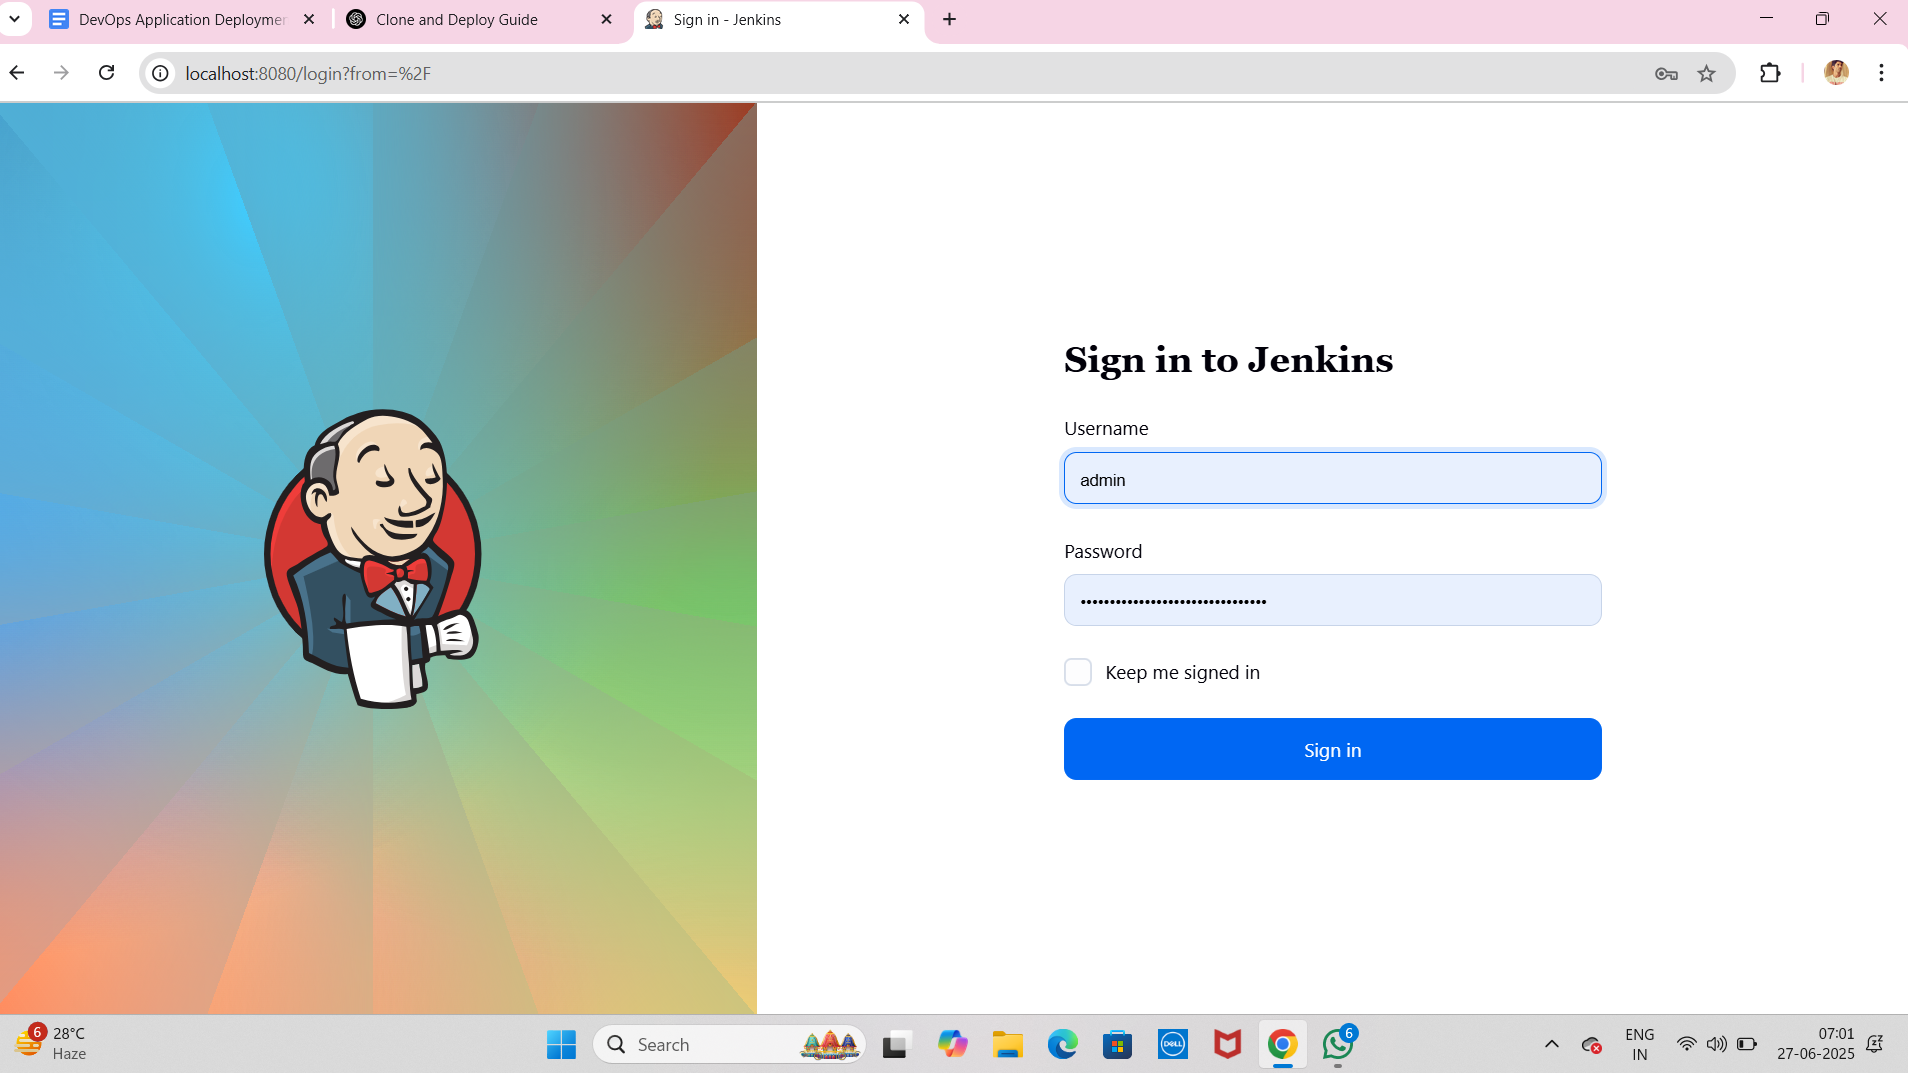 DevOps Application Deploymen
Clone and Deploy Guide
Sign in - Jenkins
localhost:8080/login?from=%2F
Sign in to Jenkins
Username
admin
Password
••••••••••••••••••••••••••••••••
Keep me signed in
Sign in
6
28°C
Haze
Search
DELL
6
ENG
IN
07:01
27-06-2025